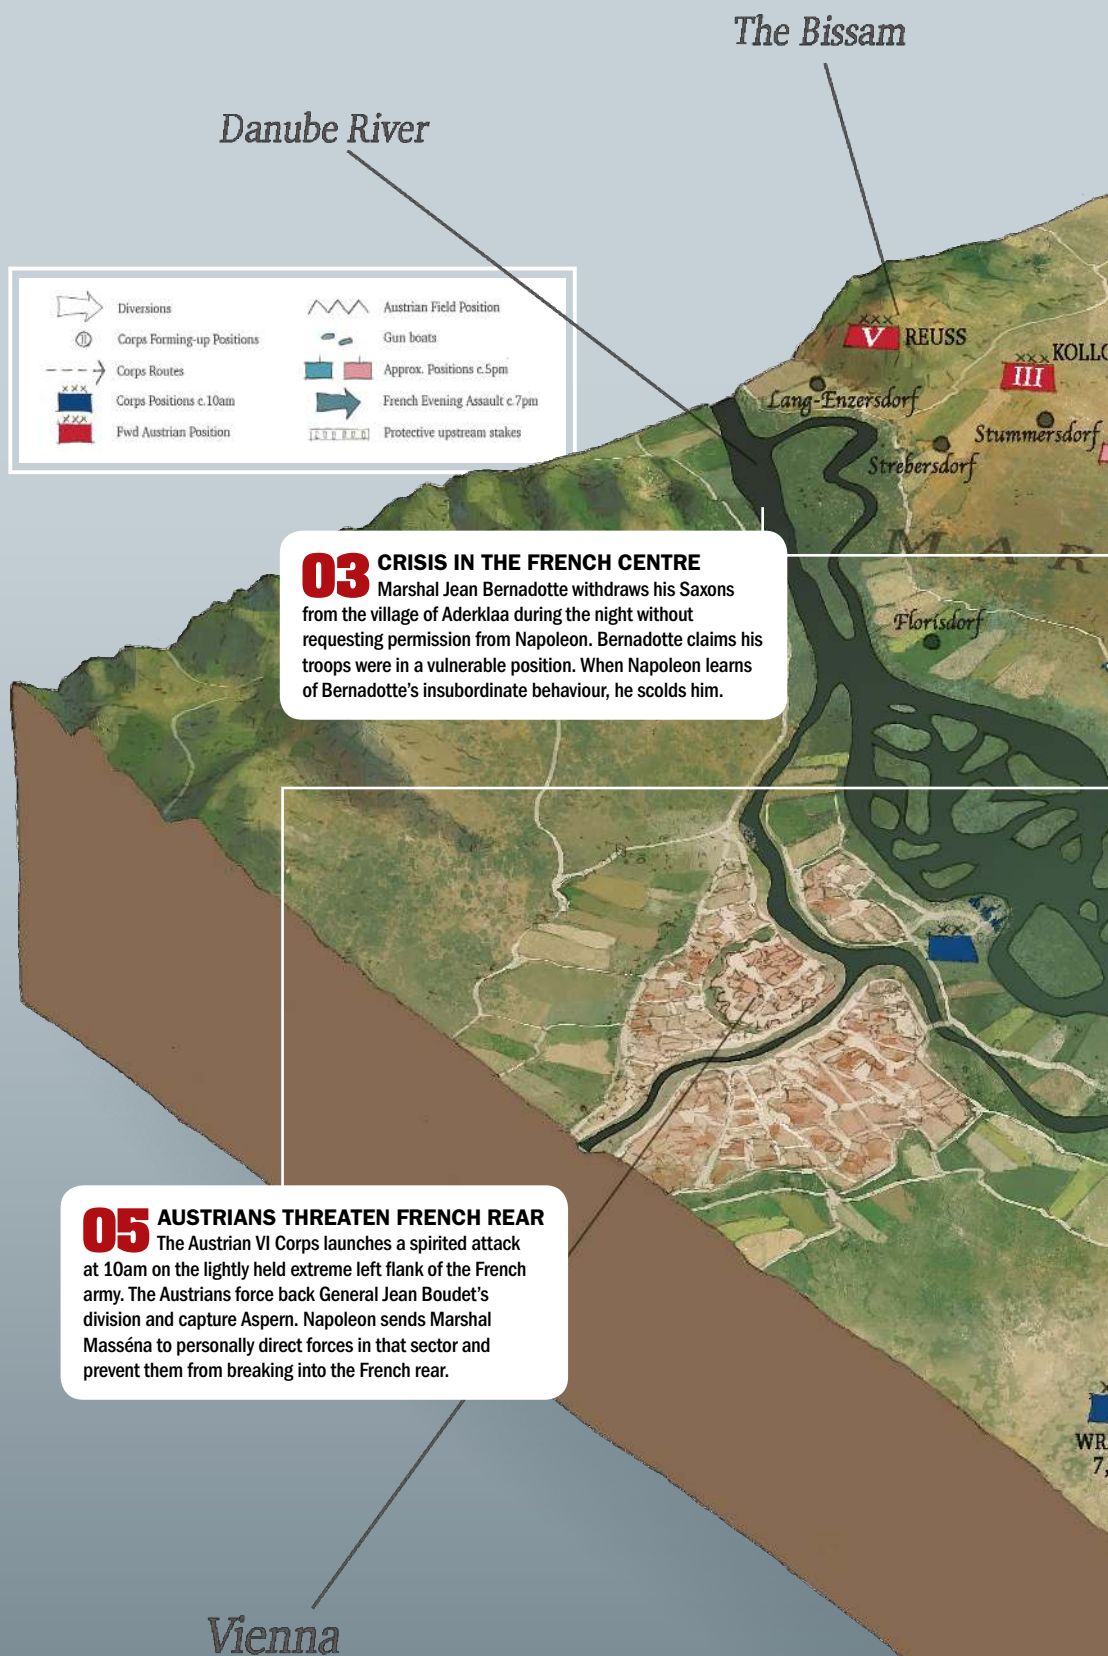 The Bissam
Danube River
Diversions
Corps Forming-up Positions
Corps Routes
XXX
Corps Positions c.10am
XXX
Fwd Austrian Position
Austrian Field Position
Gun boats
Approx. Positions c.5pm
French Evening Assault c.7pm
Protective upstream stakes
XXX
V REUSS
XXX KOLLO
III
Lang-Enzersdorf
Stummersdorf
Strebersdorf
MAR
Florisdorf
03 CRISIS IN THE FRENCH CENTRE
Marshal Jean Bernadotte withdraws his Saxons
from the village of Aderklaa during the night without
requesting permission from Napoleon. Bernadotte claims his
troops were in a vulnerable position. When Napoleon learns
of Bernadotte's insubordinate behaviour, he scolds him.
XX
05 AUSTRIANS THREATEN FRENCH REAR
The Austrian VI Corps launches a spirited attack
at 10am on the lightly held extreme left flank of the French
army. The Austrians force back General Jean Boudet's
division and capture Aspern. Napoleon sends Marshal
Masséna to personally direct forces in that sector and
prevent them from breaking into the French rear.
WR
7,
Vienna